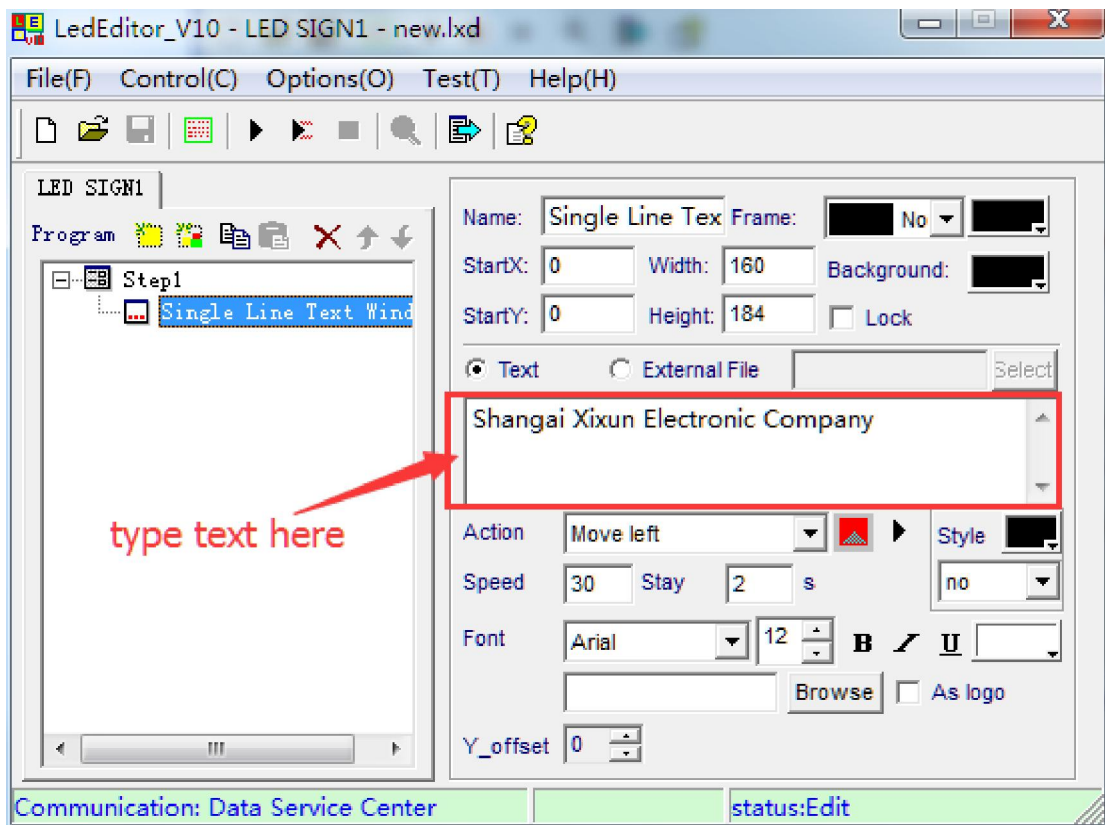 LedEditor_V10 - LED SIGN1 - new.lxd
File(F) Control(C) Options(O) Test(T) Help(H)
LED SIGN1
Program
Step1
Single Line Text Wind
Name: Single Line Tex Frame: No
StartX: 0 Width: 160 Background:
StartY: 0 Height: 184 Lock
Text External File Select
Shangai Xixun Electronic Company
type text here
Action Move left Style
Speed 30 Stay 2 s no
Font Arial 12 B I U
Browse As logo
Y_offset 0
Communication: Data Service Center status:Edit